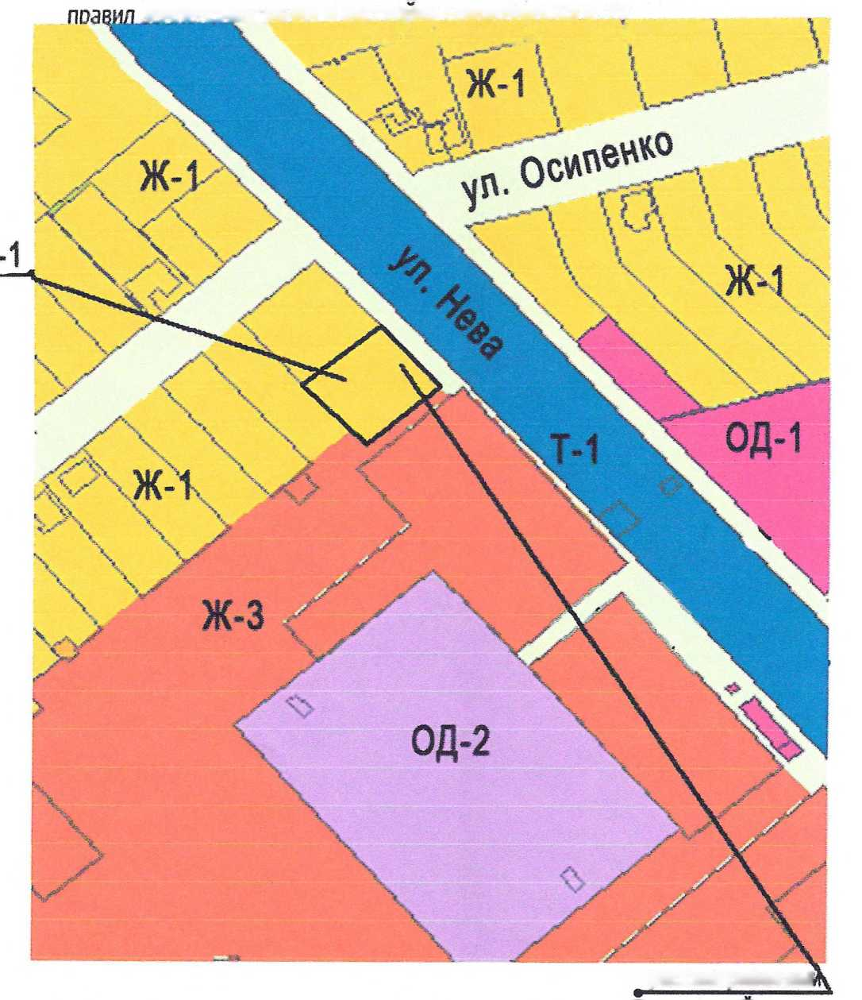 правил
Ж-1
ул. Осипенко
Ж-1
-1
ул. Нева
Ж-1
Т-1
ОД-1
Ж-1
Ж-3
ОД-2